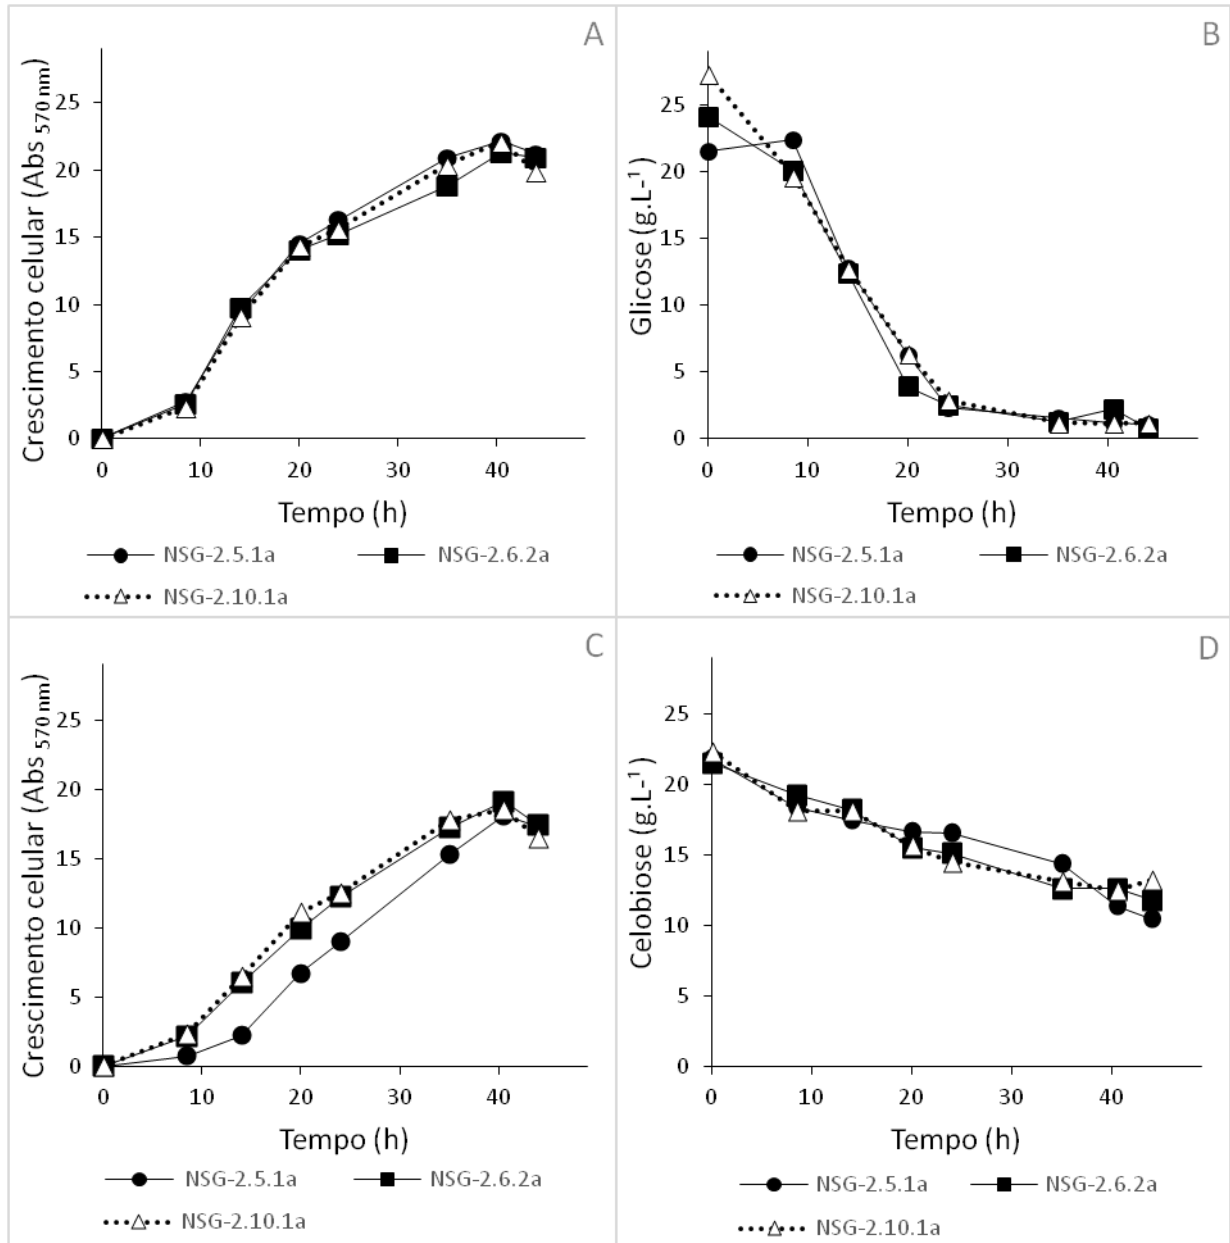 A
Crescimento celular (Abs 570 nm)
25
20
15
10
5
0
0 10 20 30 40
Tempo (h)
NSG-2.5.1a NSG-2.6.2a
NSG-2.10.1a
B
Glicose (g.L-¹)
25
20
15
10
5
0
0 10 20 30 40
Tempo (h)
NSG-2.5.1a NSG-2.6.2a
NSG-2.10.1a
C
Crescimento celular (Abs 570 nm)
25
20
15
10
5
0
0 10 20 30 40
Tempo (h)
NSG-2.5.1a NSG-2.6.2a
NSG-2.10.1a
D
Celobiose (g.L-¹)
25
20
15
10
5
0
0 10 20 30 40
Tempo (h)
NSG-2.5.1a NSG-2.6.2a
NSG-2.10.1a